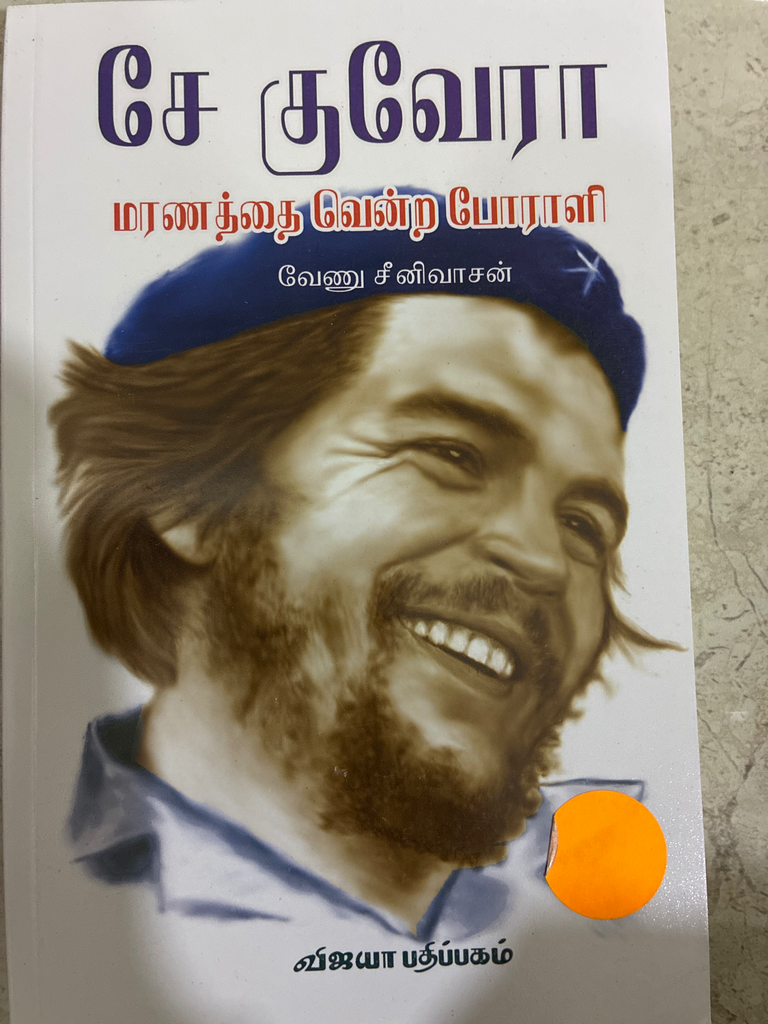 சே குவேரா
மரணத்தை வென்ற போராளி
வேணு சீனிவாசன்
விஜயா பதிப்பகம்